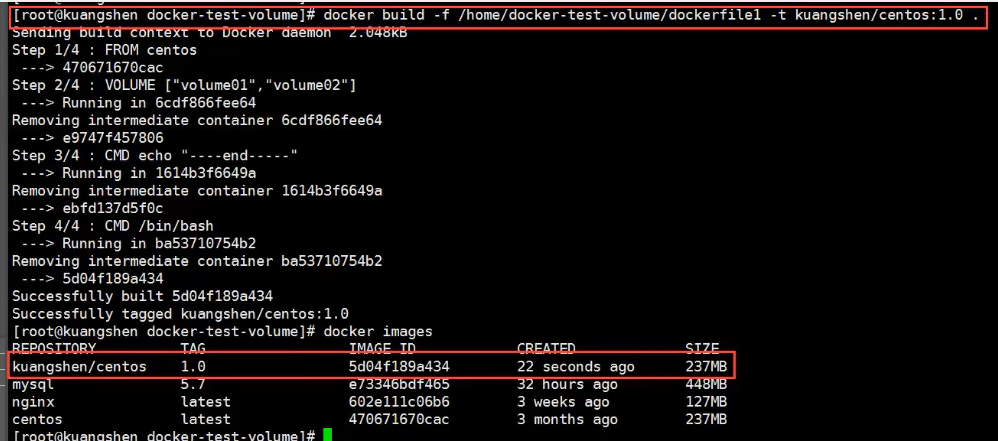 [root@kuangshen docker-test-volume]# docker build -f /home/docker-test-volume/dockerfile1 -t kuangshen/centos:1.0 .
Sending build context to Docker daemon  2.048kB
Step 1/4 : FROM centos
 ---> 470671670cac
Step 2/4 : VOLUME ["volume01","volume02"]
 ---> Running in 6cdf866fee64
Removing intermediate container 6cdf866fee64
 ---> e9747f457806
Step 3/4 : CMD echo "----end-----"
 ---> Running in 1614b3f6649a
Removing intermediate container 1614b3f6649a
 ---> ebfd137d5f0c
Step 4/4 : CMD /bin/bash
 ---> Running in ba53710754b2
Removing intermediate container ba53710754b2
 ---> 5d04f189a434
Successfully built 5d04f189a434
Successfully tagged kuangshen/centos:1.0
[root@kuangshen docker-test-volume]# docker images
REPOSITORY          TAG                 IMAGE ID            CREATED             SIZE
kuangshen/centos    1.0                 5d04f189a434        22 seconds ago      237MB
mysql               5.7                 e73346bdf465        32 hours ago        448MB
nginx               latest              602e111c06b6        3 weeks ago         127MB
centos              latest              470671670cac        3 months ago        237MB
[root@kuangshen docker-test-volume]#